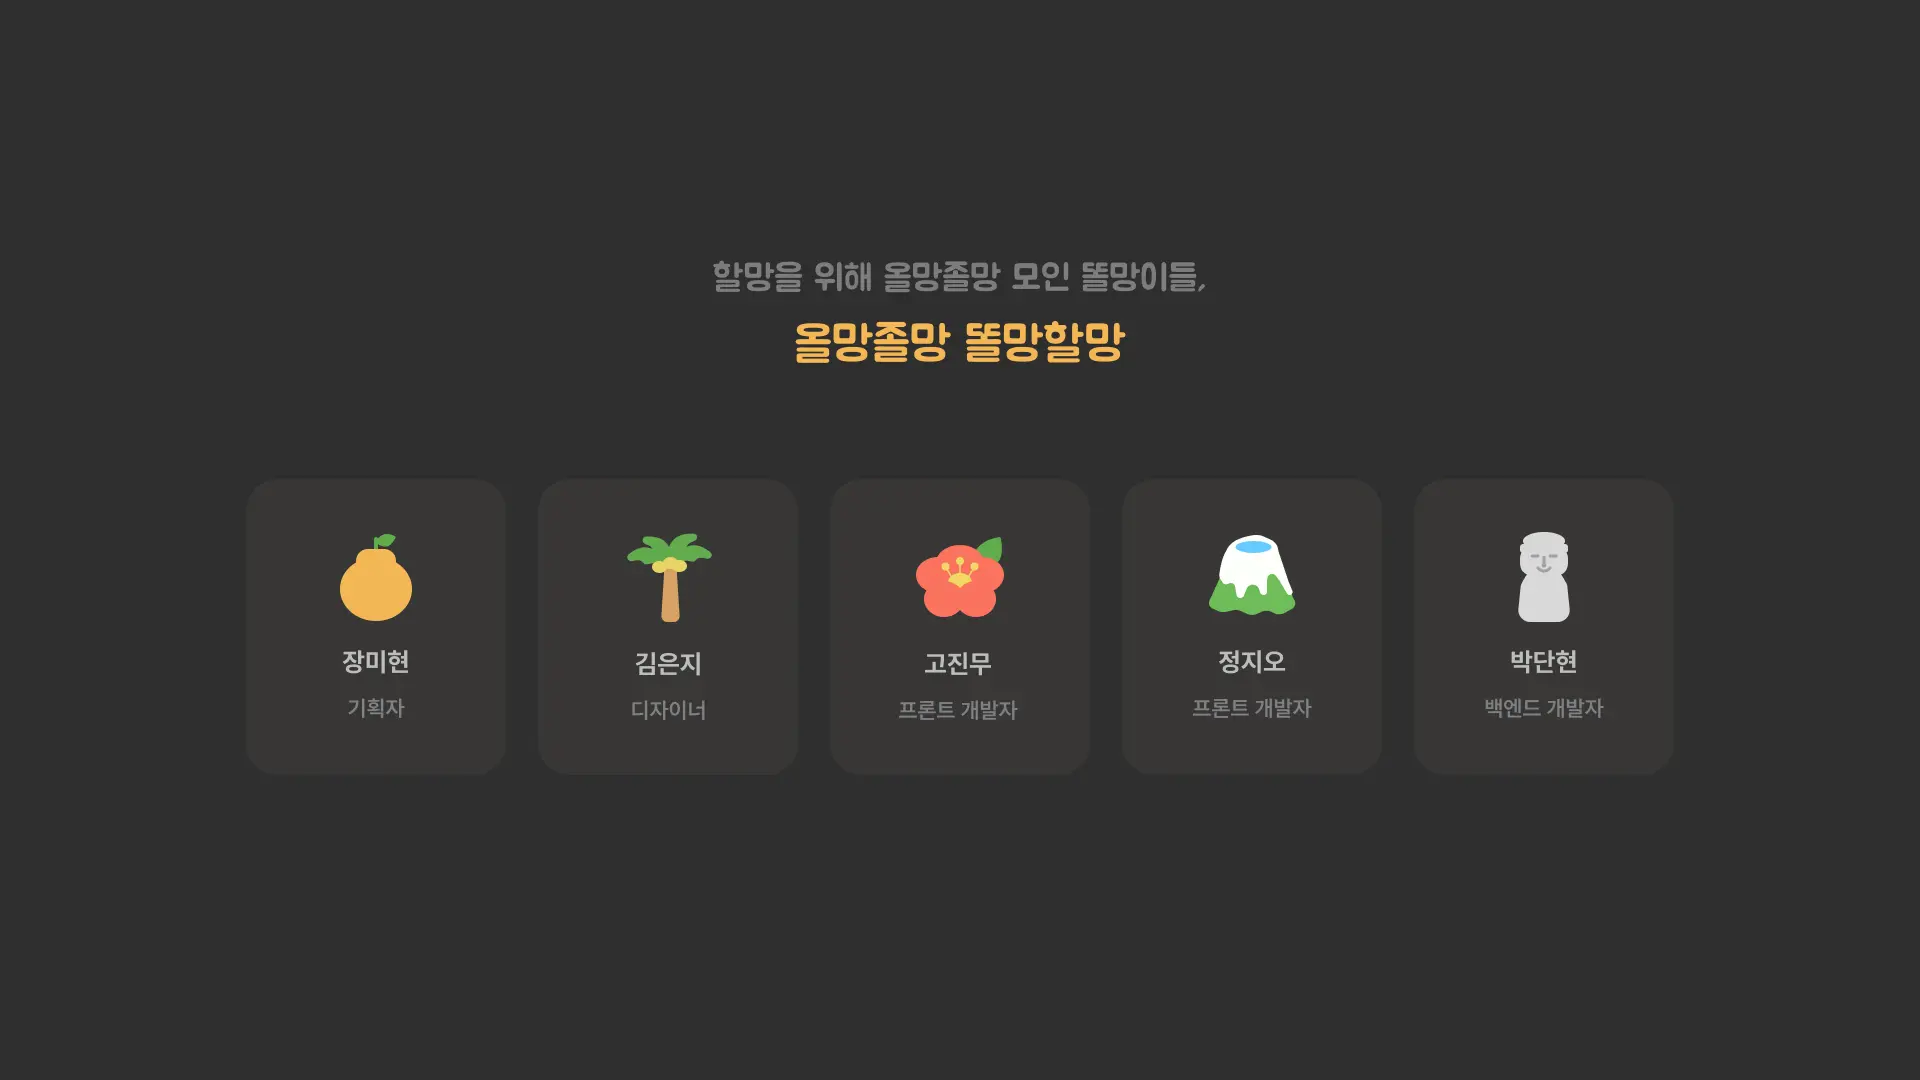 할망을 위해 올망졸망 모인 똘망이들,
올망졸망 똘망할망
장미현
기획자
김은지
디자이너
고진무
프론트 개발자
정지오
프론트 개발자
박단현
백엔드 개발자